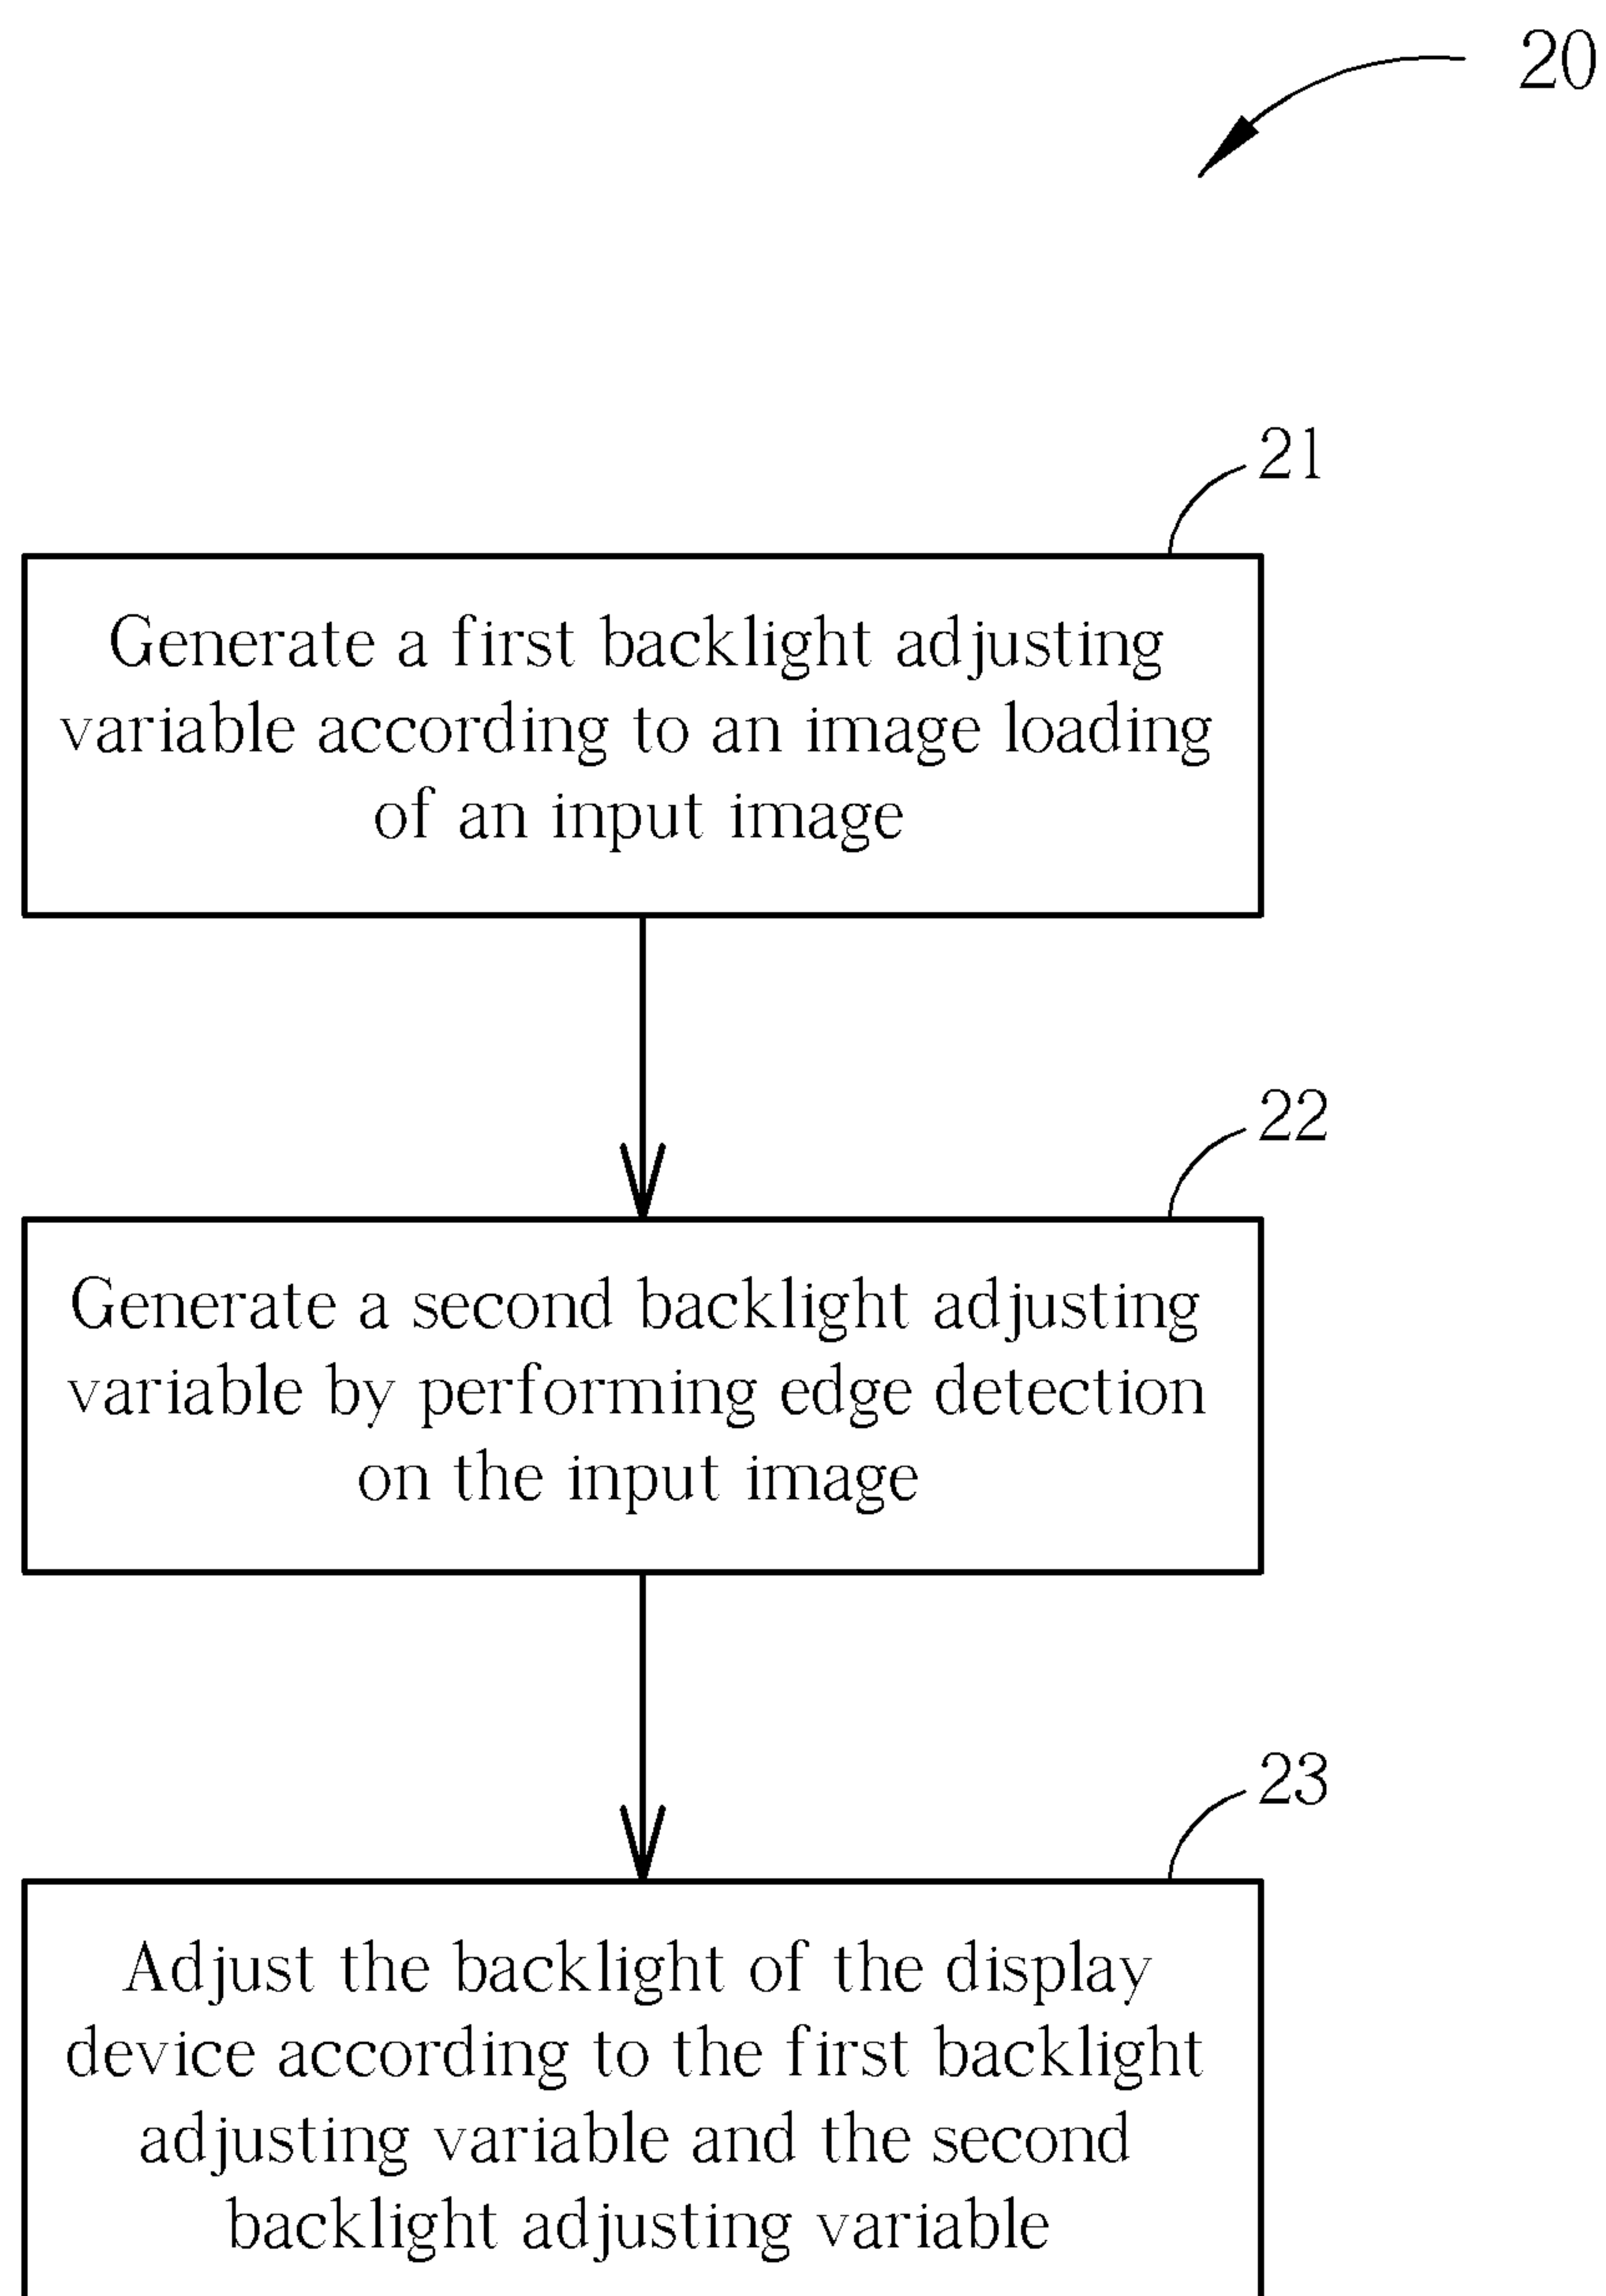 20
21
Generate a first backlight adjusting
variable according to an image loading
of an input image
22
Generate a second backlight adjusting
variable by performing edge detection
on the input image
23
Adjust the backlight of the display
device according to the first backlight
adjusting variable and the second
backlight adjusting variable